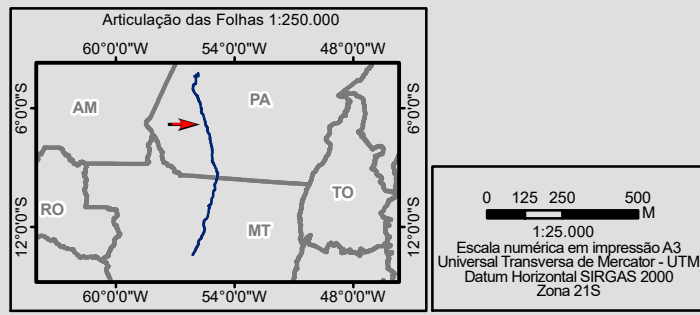 Articulação das Folhas 1:250.000
60°0'0"W 54°0'0"W 48°0'0"W
6°0'0"S 6°0'0"S
AM PA
RO MT TO
12°0'0"S 12°0'0"S
60°0'0"W 54°0'0"W 48°0'0"W
0 125 250 500
M
1:25.000
Escala numérica em impressão A3
Universal Transversa de Mercator - UTM
Datum Horizontal SIRGAS 2000
Zona 21S